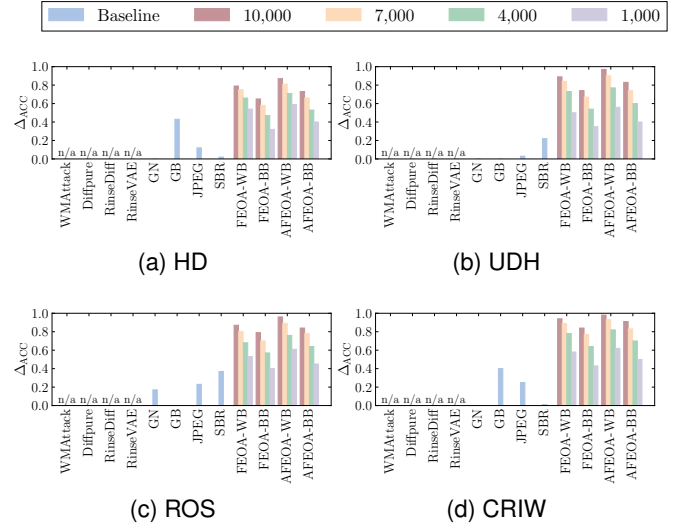 Baseline 10,000 7,000 4,000 1,000
1.0 1.0
0.8 0.8
Δ_ACC 0.6 Δ_ACC 0.6
0.4 0.4
0.2 n/a n/a n/a n/a 0.2 n/a n/a n/a n/a
0.0 0.0
WMAttack Diffpure RinseDiff RinseVAE GN GB JPEG SBR FEOA-WB FEOA-BB AFEOA-WB AFEOA-BB WMAttack Diffpure RinseDiff RinseVAE GN GB JPEG SBR FEOA-WB FEOA-BB AFEOA-WB AFEOA-BB
(a) HD (b) UDH
1.0 1.0
0.8 0.8
Δ_ACC 0.6 Δ_ACC 0.6
0.4 0.4
0.2 n/a n/a n/a n/a 0.2 n/a n/a n/a n/a
0.0 0.0
WMAttack Diffpure RinseDiff RinseVAE GN GB JPEG SBR FEOA-WB FEOA-BB AFEOA-WB AFEOA-BB WMAttack Diffpure RinseDiff RinseVAE GN GB JPEG SBR FEOA-WB FEOA-BB AFEOA-WB AFEOA-BB
(c) ROS (d) CRIW